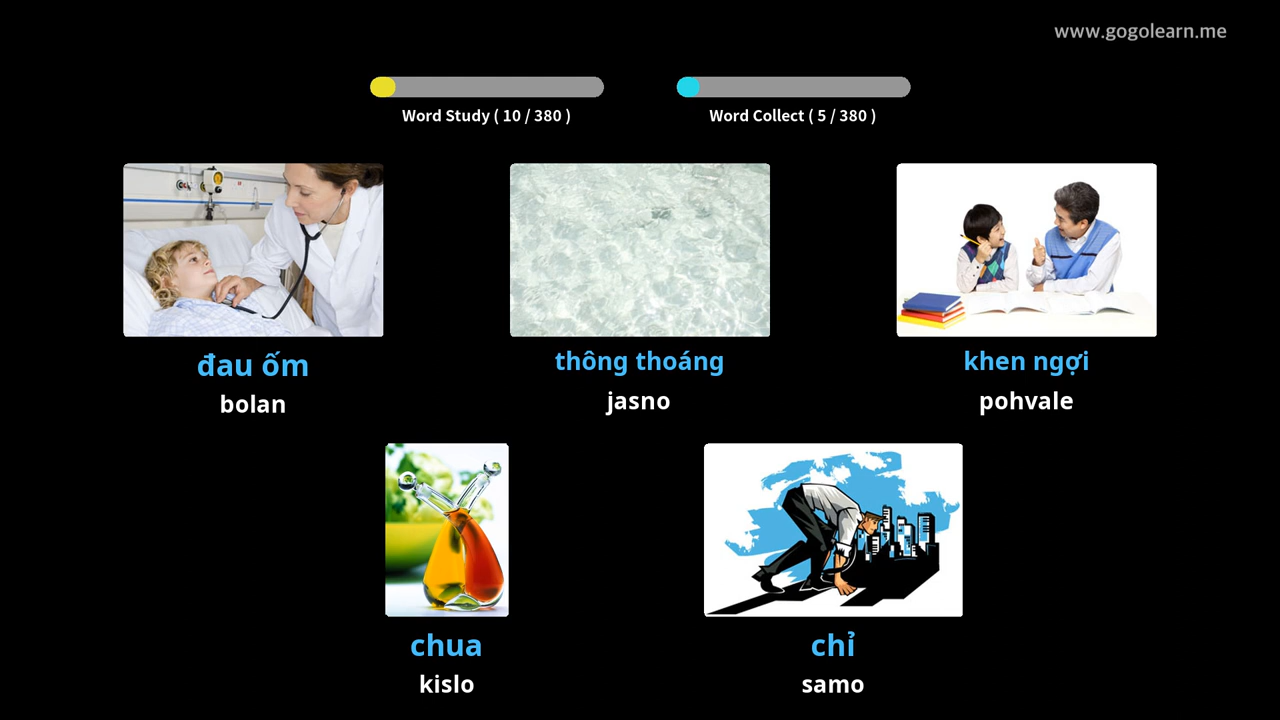 www.gogolearn.me
Word Study ( 10 / 380 )
Word Collect ( 5 / 380 )
đau ốm
bolan
thông thoáng
jasno
khen ngợi
pohvale
chua
kislo
chỉ
samo